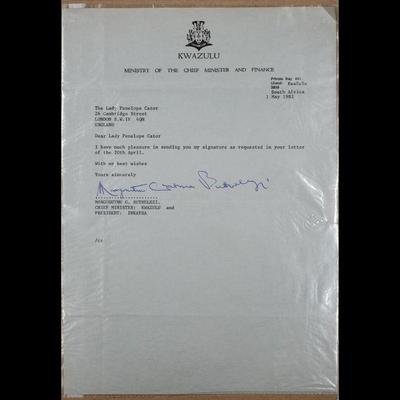 KWAZULU
MINISTRY OF THE CHIEF MINISTER AND FINANCE
Private Bag X01
Ulundi KwaZulu
3838
South Africa
1 May 1982
The Lady Penelope Cator
26 Cambridge Street
LONDON S.W.1V 4QH
ENGLAND
Dear Lady Penelope Cator
I have much pleasure in sending you my signature as requested in your letter
of the 20th April.
With my best wishes
Yours sincerely
Mangosuthu G. Buthelezi
MANGOSUTHU G. BUTHELEZI.
CHIEF MINISTER: KWAZULU and
PRESIDENT: INKATHA